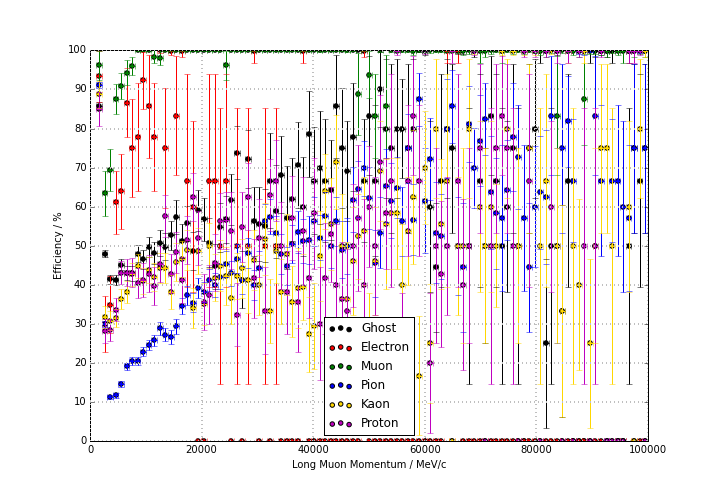 100
90
80
70
60
50
40
30
20
10
0
Efficiency / %
Ghost
Electron
Muon
Pion
Kaon
Proton
0 20000 40000 60000 80000 100000
Long Muon Momentum / MeV/c